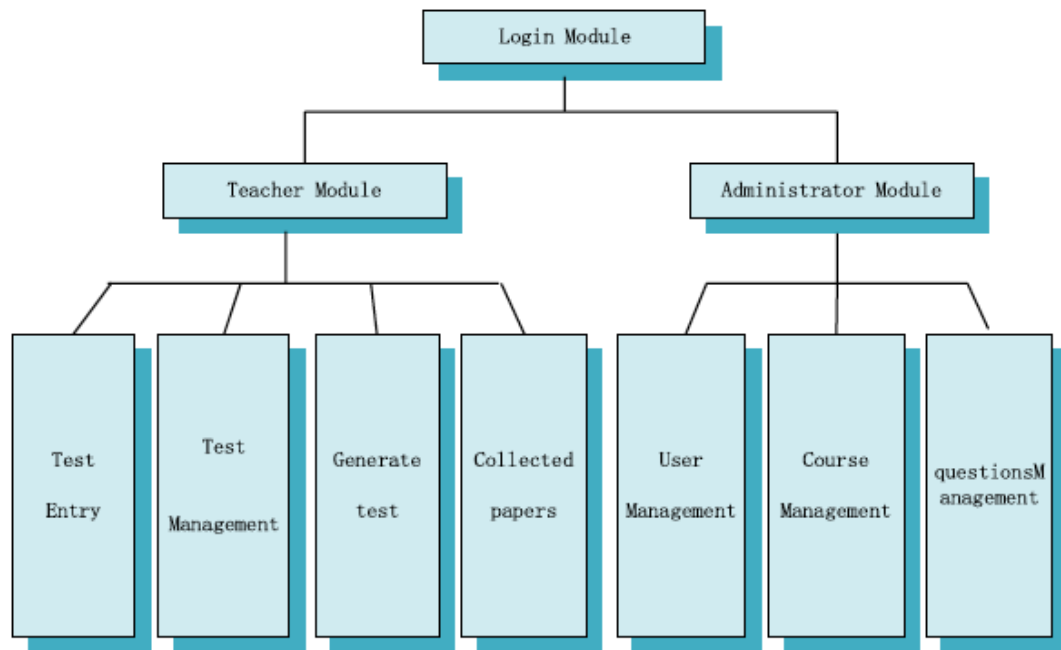 Login Module
Teacher Module
Administrator Module
Test
Entry
Test
Management
Generate
test
Collected
papers
User
Management
Course
Management
questionsM
anagement